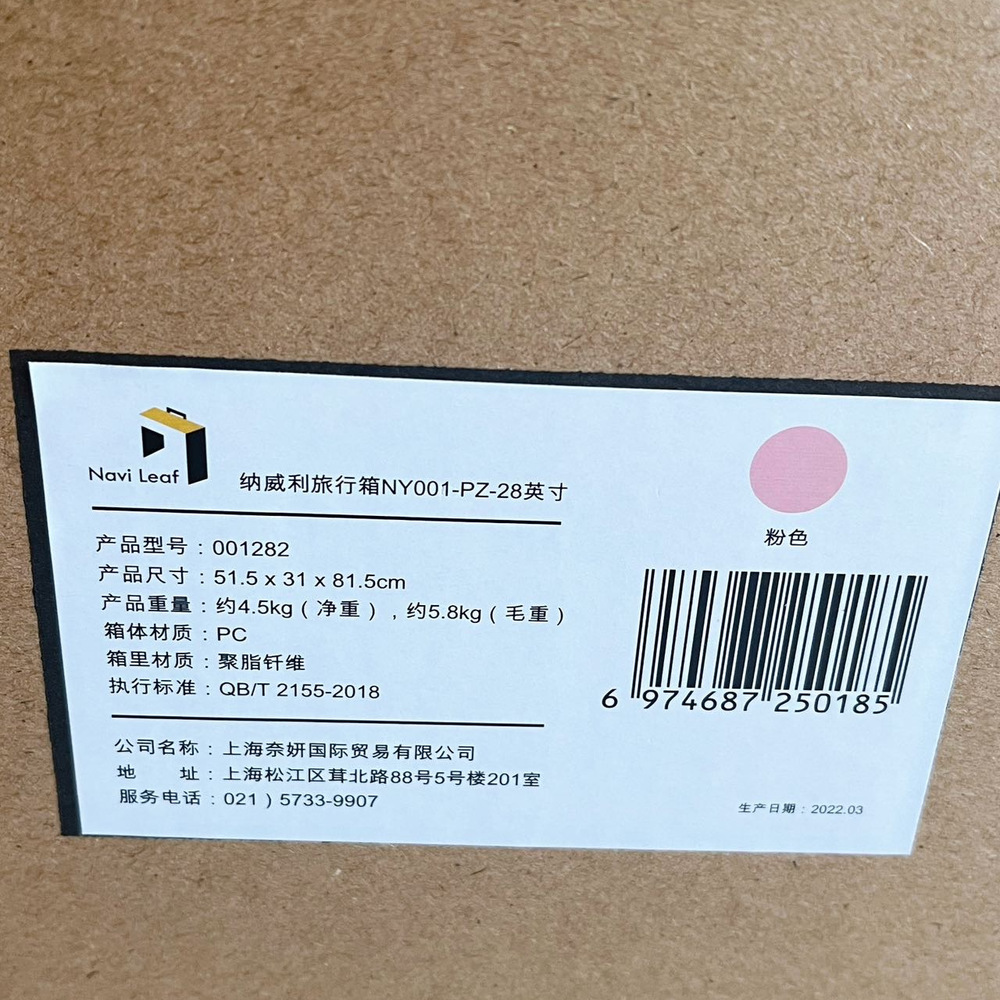 Navi Leaf
纳威利旅行箱NY001-PZ-28英寸
粉色
产品型号：001282
产品尺寸：51.5 x 31 x 81.5cm
产品重量：约4.5kg（净重），约5.8kg（毛重）
箱体材质：PC
箱里材质：聚脂钎维
执行标准：QB/T 2155-2018
6 974687 250185
公司名称：上海奈妍国际贸易有限公司
地 址：上海松江区茸北路88号5号楼201室
服务电话：021）5733-9907
生产日期：2022.03